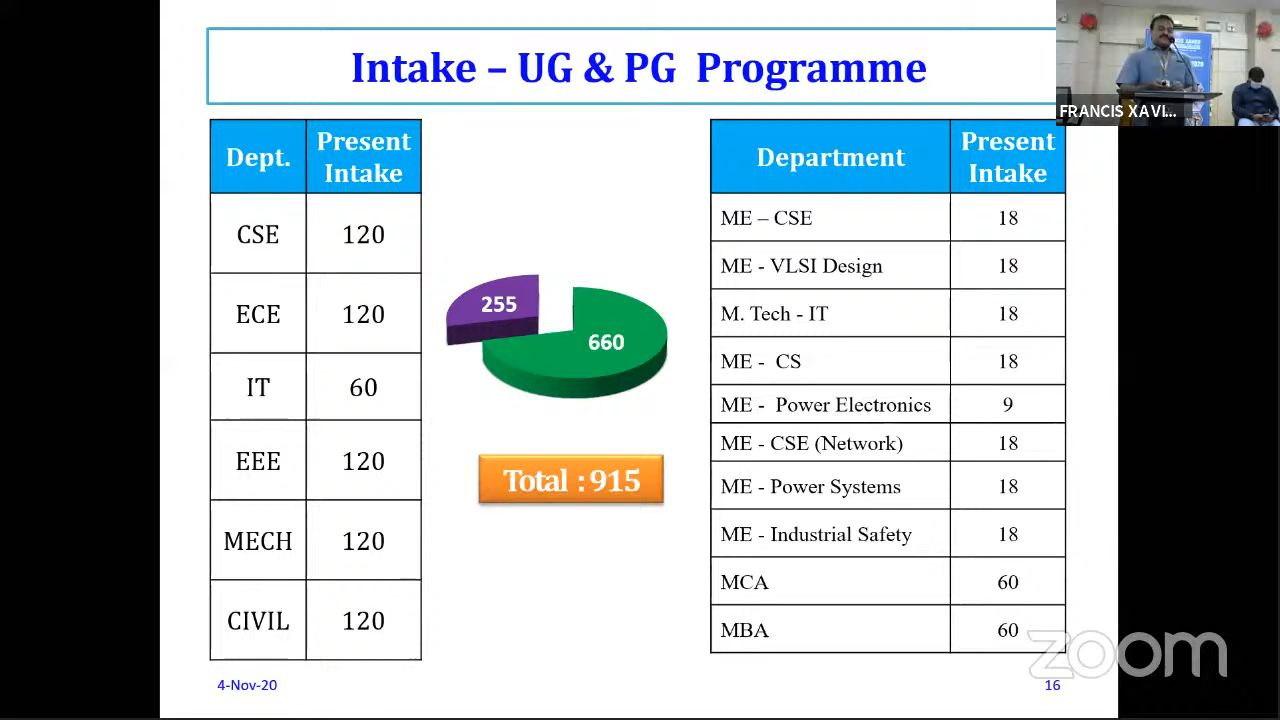 Intake – UG & PG Programme
FRANCIS XAVI...
Dept.
Present
Intake
CSE 120
ECE 120
IT 60
EEE 120
MECH 120
CIVIL 120
255
660
Total : 915
Department
Present
Intake
ME – CSE 18
ME - VLSI Design 18
M. Tech - IT 18
ME - CS 18
ME - Power Electronics 9
ME - CSE (Network) 18
ME - Power Systems 18
ME - Industrial Safety 18
MCA 60
MBA 60
zoom
4-Nov-20
16